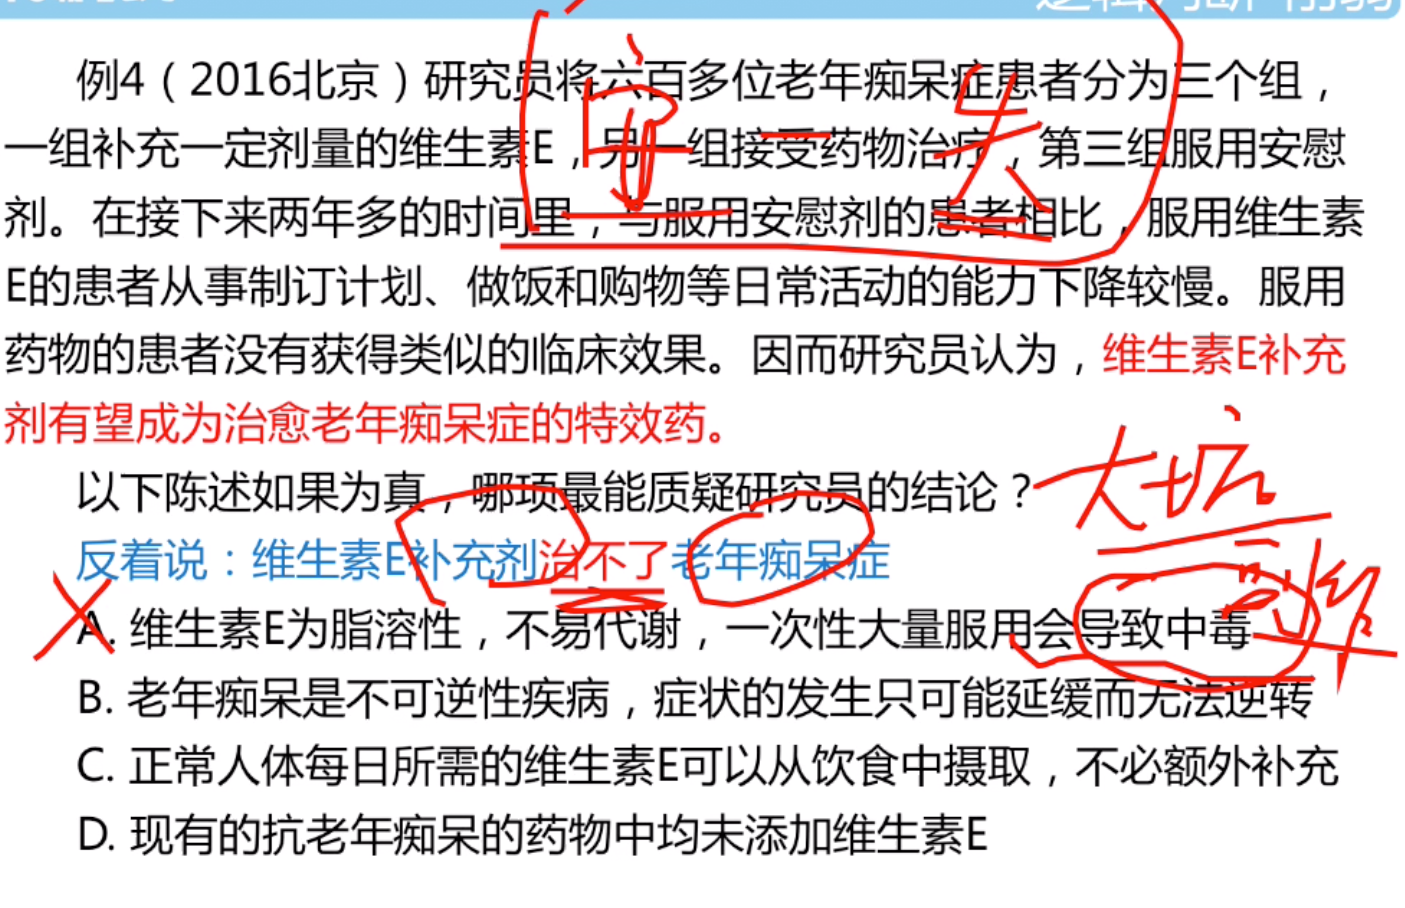 例4（2016北京）研究员将六百多位老年痴呆症患者分为三个组，
一组补充一定剂量的维生素E，另一组接受药物治疗，第三组服用安慰
剂。在接下来两年多的时间里，与服用安慰剂的患者相比，服用维生素
E的患者从事制订计划、做饭和购物等日常活动的能力下降较慢。服用
药物的患者没有获得类似的临床效果。因而研究员认为，维生素E补充
剂有望成为治愈老年痴呆症的特效药。
以下陈述如果为真，哪项最能质疑研究员的结论？
大坑
反着说：维生素E补充剂治不了老年痴呆症
A. 维生素E为脂溶性，不易代谢，一次性大量服用会导致中毒
B. 老年痴呆是不可逆性疾病，症状的发生只可能延缓而无法逆转
C. 正常人体每日所需的维生素E可以从饮食中摄取，不必额外补充
D. 现有的抗老年痴呆的药物中均未添加维生素E